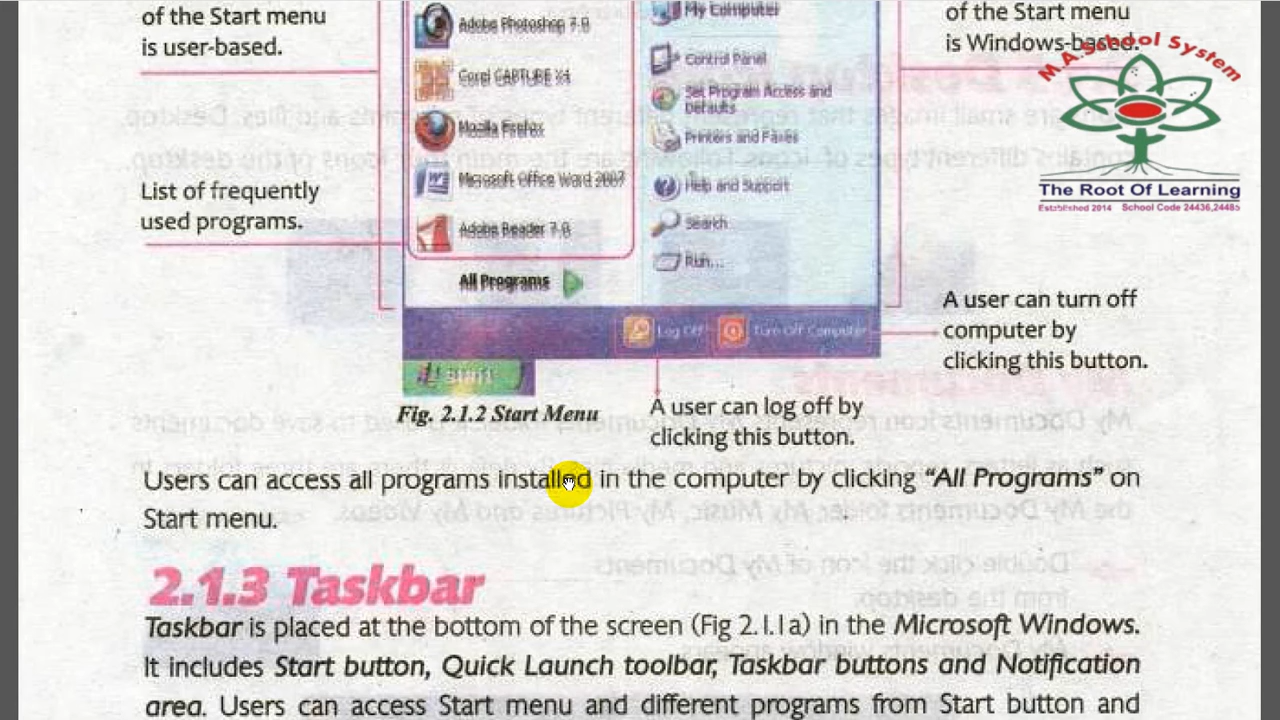 of the Start menu
is user-based.
Adobe Photoshop 7.0
Corel CAPTURE X4
Mozilla Firefox
Microsoft Office Word 2007
Adobe Reader 7.0
All Programs
My Computer
Control Panel
Set Program Access and
Defaults
Printers and Faxes
Help and Support
Search
Run...
of the Start menu
is Windows-based.
M.A.School System
The Root Of Learning
Established 2014 School Code 24436,24485
List of frequently
used programs.
Log Off
Turn Off Computer
A user can turn off
computer by
clicking this button.
start
Fig. 2.1.2 Start Menu
A user can log off by
clicking this button.
Users can access all programs installed in the computer by clicking “All Programs” on
Start menu.
2.1.3 Taskbar
Taskbar is placed at the bottom of the screen (Fig 2.1.1a) in the Microsoft Windows.
It includes Start button, Quick Launch toolbar, Taskbar buttons and Notification
area. Users can access Start menu and different programs from Start button and